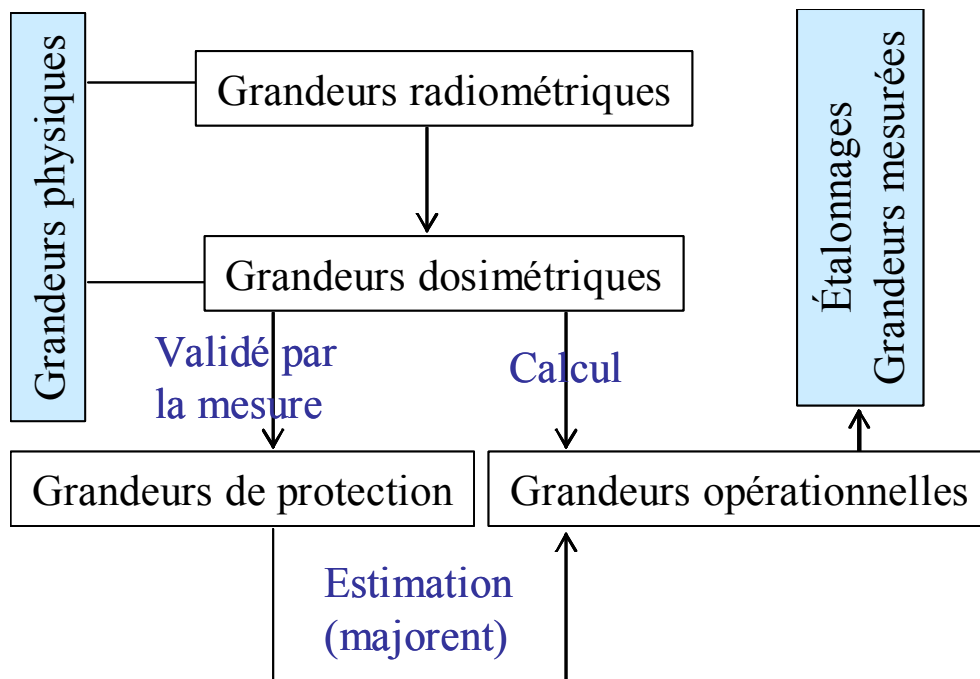 Grandeurs physiques
Grandeurs radiométriques
Étalonnages
Grandeurs mesurées
Grandeurs dosimétriques
Validé par
la mesure
Calcul
Grandeurs de protection
Grandeurs opérationnelles
Estimation
(majorent)